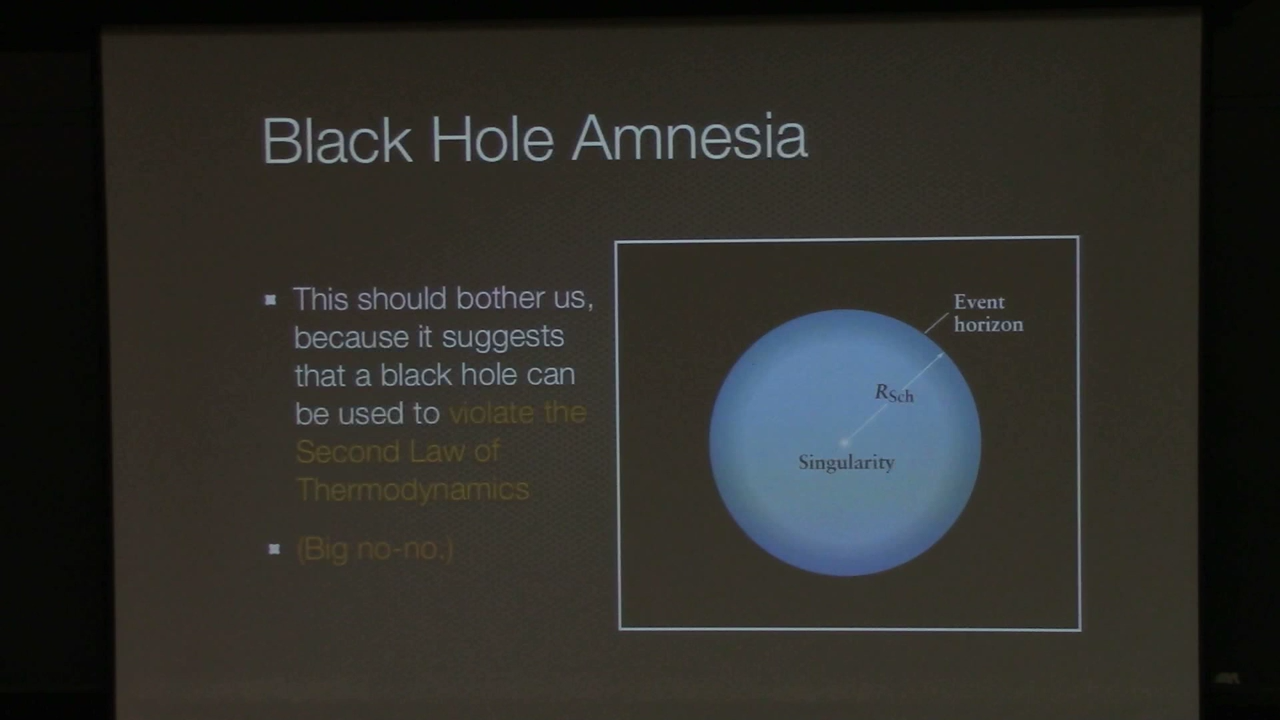 Black Hole Amnesia
This should bother us,
because it suggests
that a black hole can
be used to violate the
Second Law of
Thermodynamics
(Big no-no.)
Event
horizon
RSch
Singularity